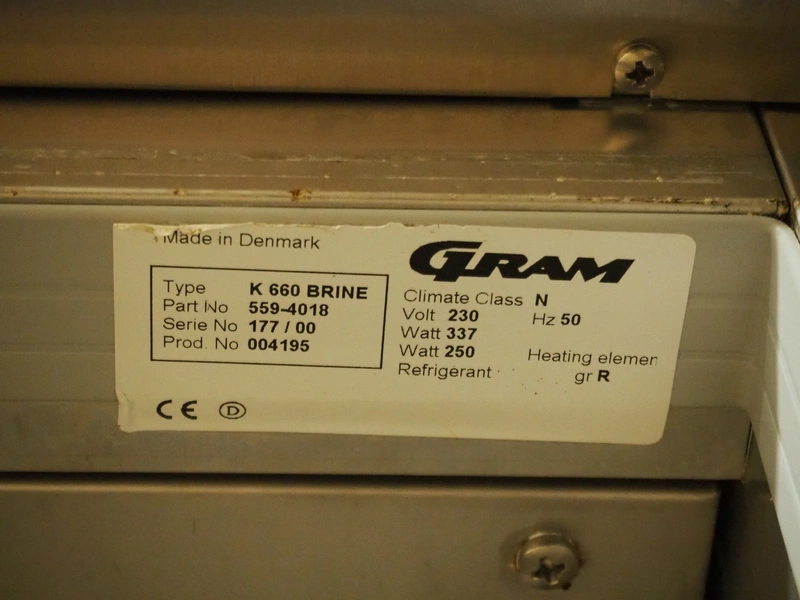 Made in Denmark
Type K 660 BRINE
Part No 559-4018
Serie No 177 / 00
Prod. No 004195
CE D
GRAM
Climate Class N
Volt 230 Hz 50
Watt 337
Watt 250 Heating elemen
Refrigerant gr R